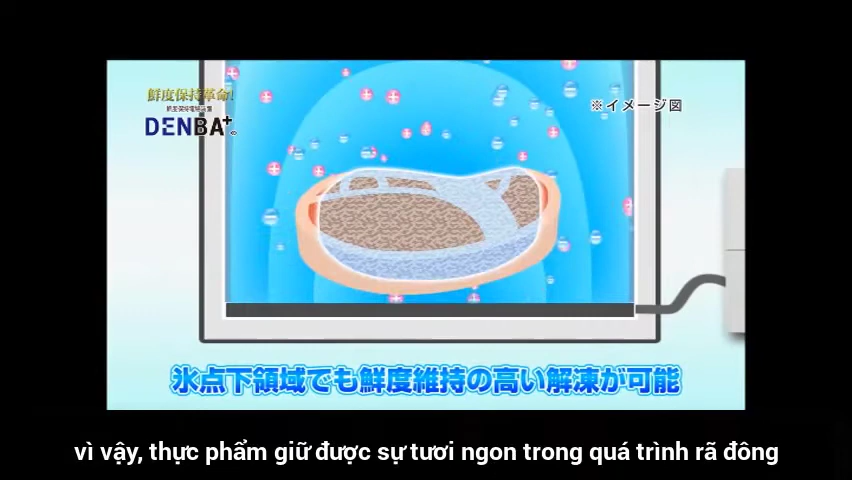 鮮度保持革命!
DENBA+
※イメージ図
氷点下領域でも鮮度維持の高い解凍が可能
vì vậy, thực phẩm giữ được sự tươi ngon trong quá trình rã đông